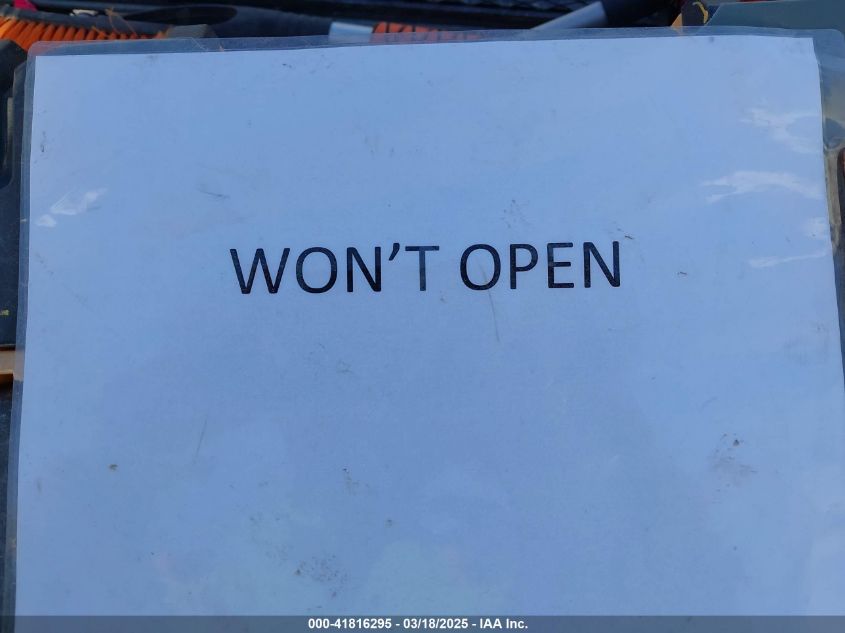 WON’T OPEN
000-41816295 - 03/18/2025 - IAA Inc.